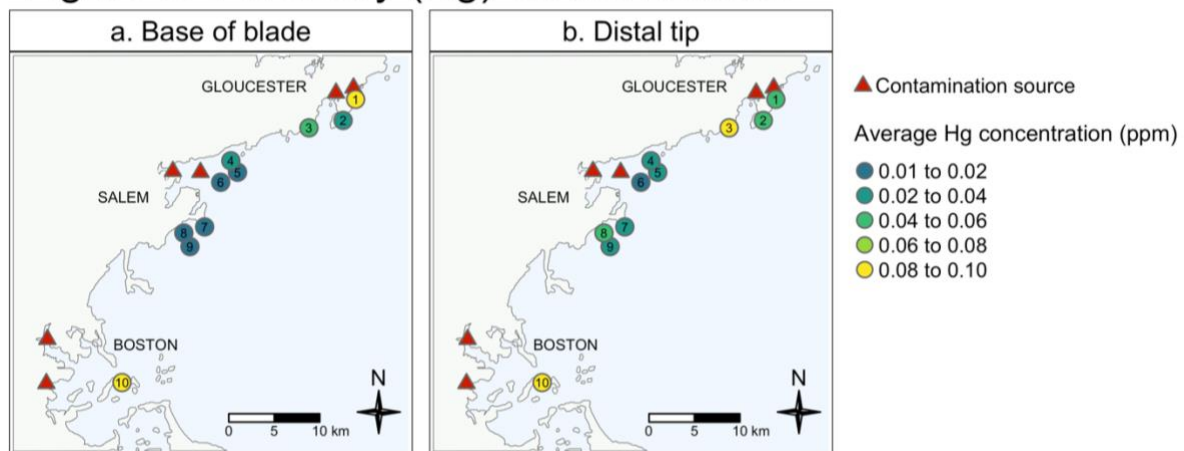 a. Base of blade
GLOUCESTER
1
2
3
4
5
6
SALEM
7
8
9
BOSTON
10
N
0 5 10 km
b. Distal tip
GLOUCESTER
1
2
3
4
5
6
SALEM
7
8
9
BOSTON
10
N
0 5 10 km
Contamination source
Average Hg concentration (ppm)
0.01 to 0.02
0.02 to 0.04
0.04 to 0.06
0.06 to 0.08
0.08 to 0.10